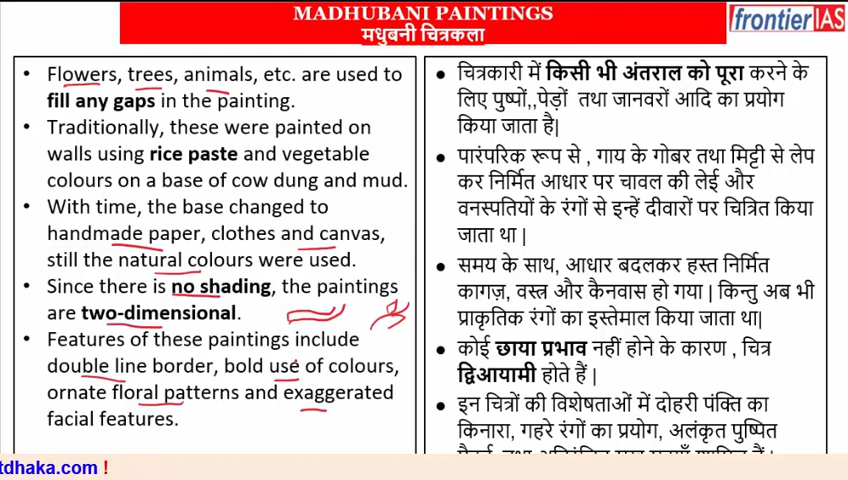 MADHUBANI PAINTINGS
मधुबनी चित्रकला
frontierIAS
• Flowers, trees, animals, etc. are used to
fill any gaps in the painting.
• Traditionally, these were painted on
walls using rice paste and vegetable
colours on a base of cow dung and mud.
• With time, the base changed to
handmade paper, clothes and canvas,
still the natural colours were used.
• Since there is no shading, the paintings
are two-dimensional.
• Features of these paintings include
double line border, bold use of colours,
ornate floral patterns and exaggerated
facial features.
• चित्रकारी में किसी भी अंतराल को पूरा करने के
लिए पुष्पों,,पेड़ों तथा जानवरों आदि का प्रयोग
किया जाता है|
• पारंपरिक रूप से , गाय के गोबर तथा मिट्टी से लेप
कर निर्मित आधार पर चावल की लेई और
वनस्पतियों के रंगों से इन्हें दीवारों पर चित्रित किया
जाता था |
• समय के साथ, आधार बदलकर हस्त निर्मित
कागज़, वस्त्र और कैनवास हो गया | किन्तु अब भी
प्राकृतिक रंगों का इस्तेमाल किया जाता था|
• कोई छाया प्रभाव नहीं होने के कारण , चित्र
द्विआयामी होते हैं |
• इन चित्रों की विशेषताओं में दोहरी पंक्ति का
किनारा, गहरे रंगों का प्रयोग, अलंकृत पुष्पित
tdhaka.com !